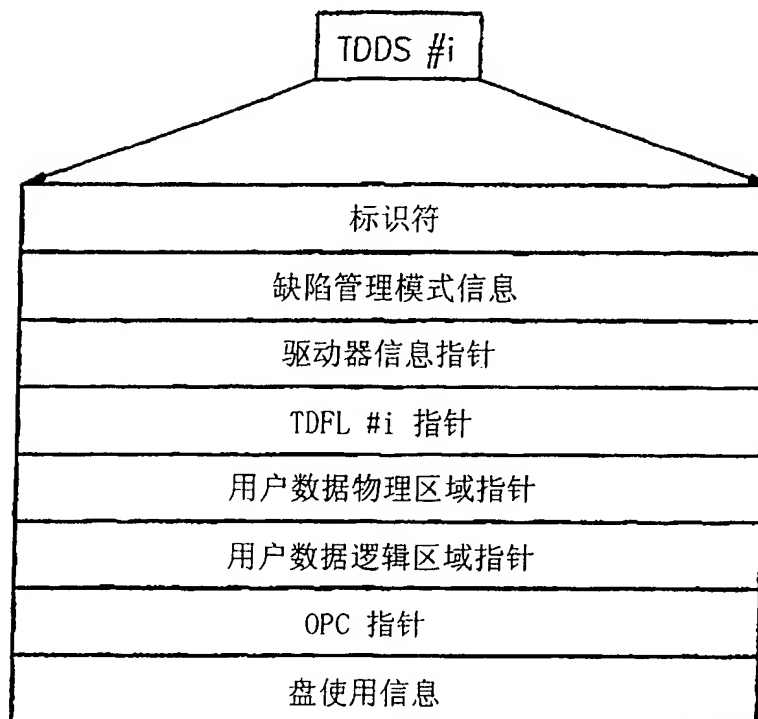 TDDS #i
标识符
缺陷管理模式信息
驱动器信息指针
TDFL #i 指针
用户数据物理区域指针
用户数据逻辑区域指针
OPC 指针
盘使用信息